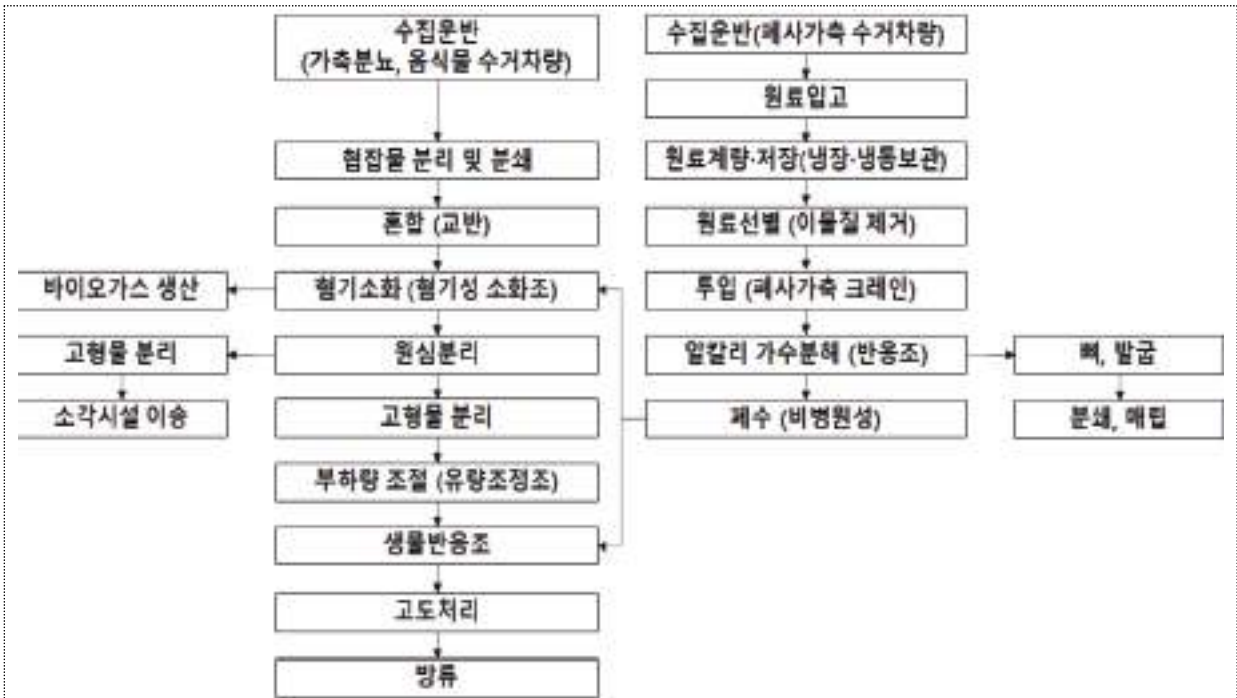 수집운반
(가축분뇨, 음식물 수거차량)
협잡물 분리 및 분쇄
혼합 (교반)
혐기소화 (혐기성 소화조)
원심분리
고형물 분리
부하량 조절 (유량조정조)
생물반응조
고도처리
방류
바이오가스 생산
고형물 분리
소각시설 이송
수집운반(폐사가축 수거차량)
원료입고
원료계량·저장(냉장·냉동보관)
원료선별 (이물질 제거)
투입 (폐사가축 크레인)
알칼리 가수분해 (반응조)
폐수 (비병원성)
뼈, 발굽
분쇄, 매립